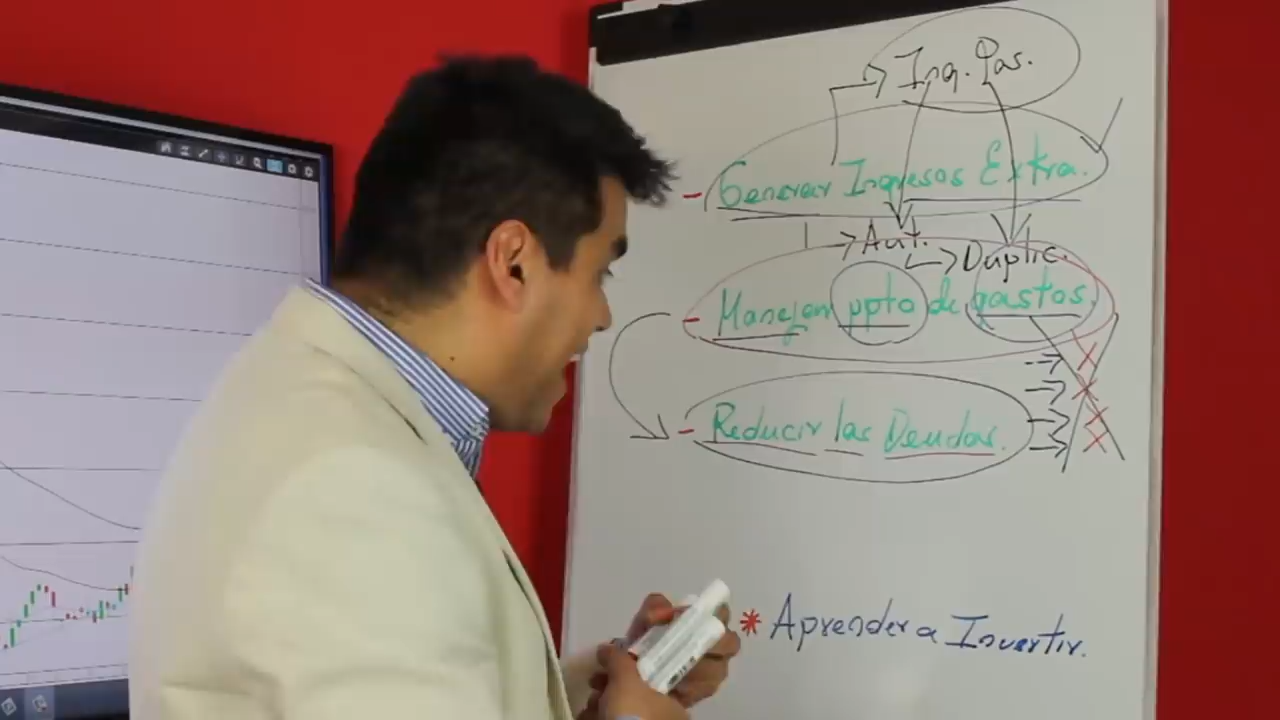 Ing. Pas.
- Generar Ingresos Extra.
Aut.
Duplic.
- Manejar ppto de gastos.
- Reducir las Deudas.
* Aprender a Invertir.